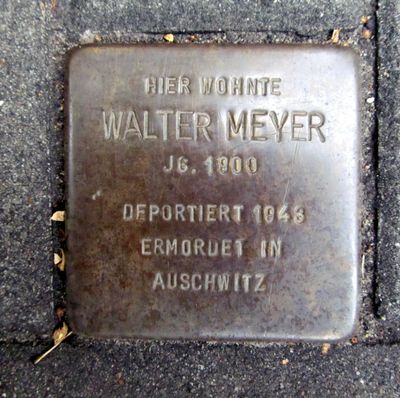 HIER WOHNTE
WALTER MEYER
JG. 1900
DEPORTIERT 1943
ERMORDET IN
AUSCHWITZ